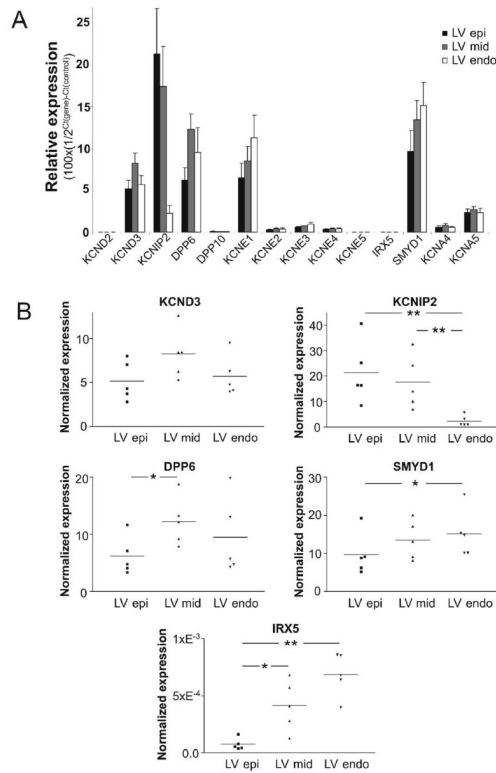 A
LV epi
LV mid
LV endo
Relative expression
(100x(1/2^Ct(gene)-Ct(control))
25
20
15
10
5
0
KCND2
KCND3
KCNIP2
DPP6
DPP10
KCNE1
KCNE2
KCNE3
KCNE4
KCNE5
IRX5
SMYD1
KCNA4
KCNA5
B
KCND3
Normalized expression
10
5
0
LV epi LV mid LV endo
KCNIP2
Normalized expression
40
30
20
10
0
**
**
LV epi LV mid LV endo
DPP6
Normalized expression
20
10
0
*
LV epi LV mid LV endo
SMYD1
Normalized expression
30
20
10
0
*
LV epi LV mid LV endo
IRX5
Normalized expression
1xE-3
5xE-4
0
**
*
LV epi LV mid LV endo